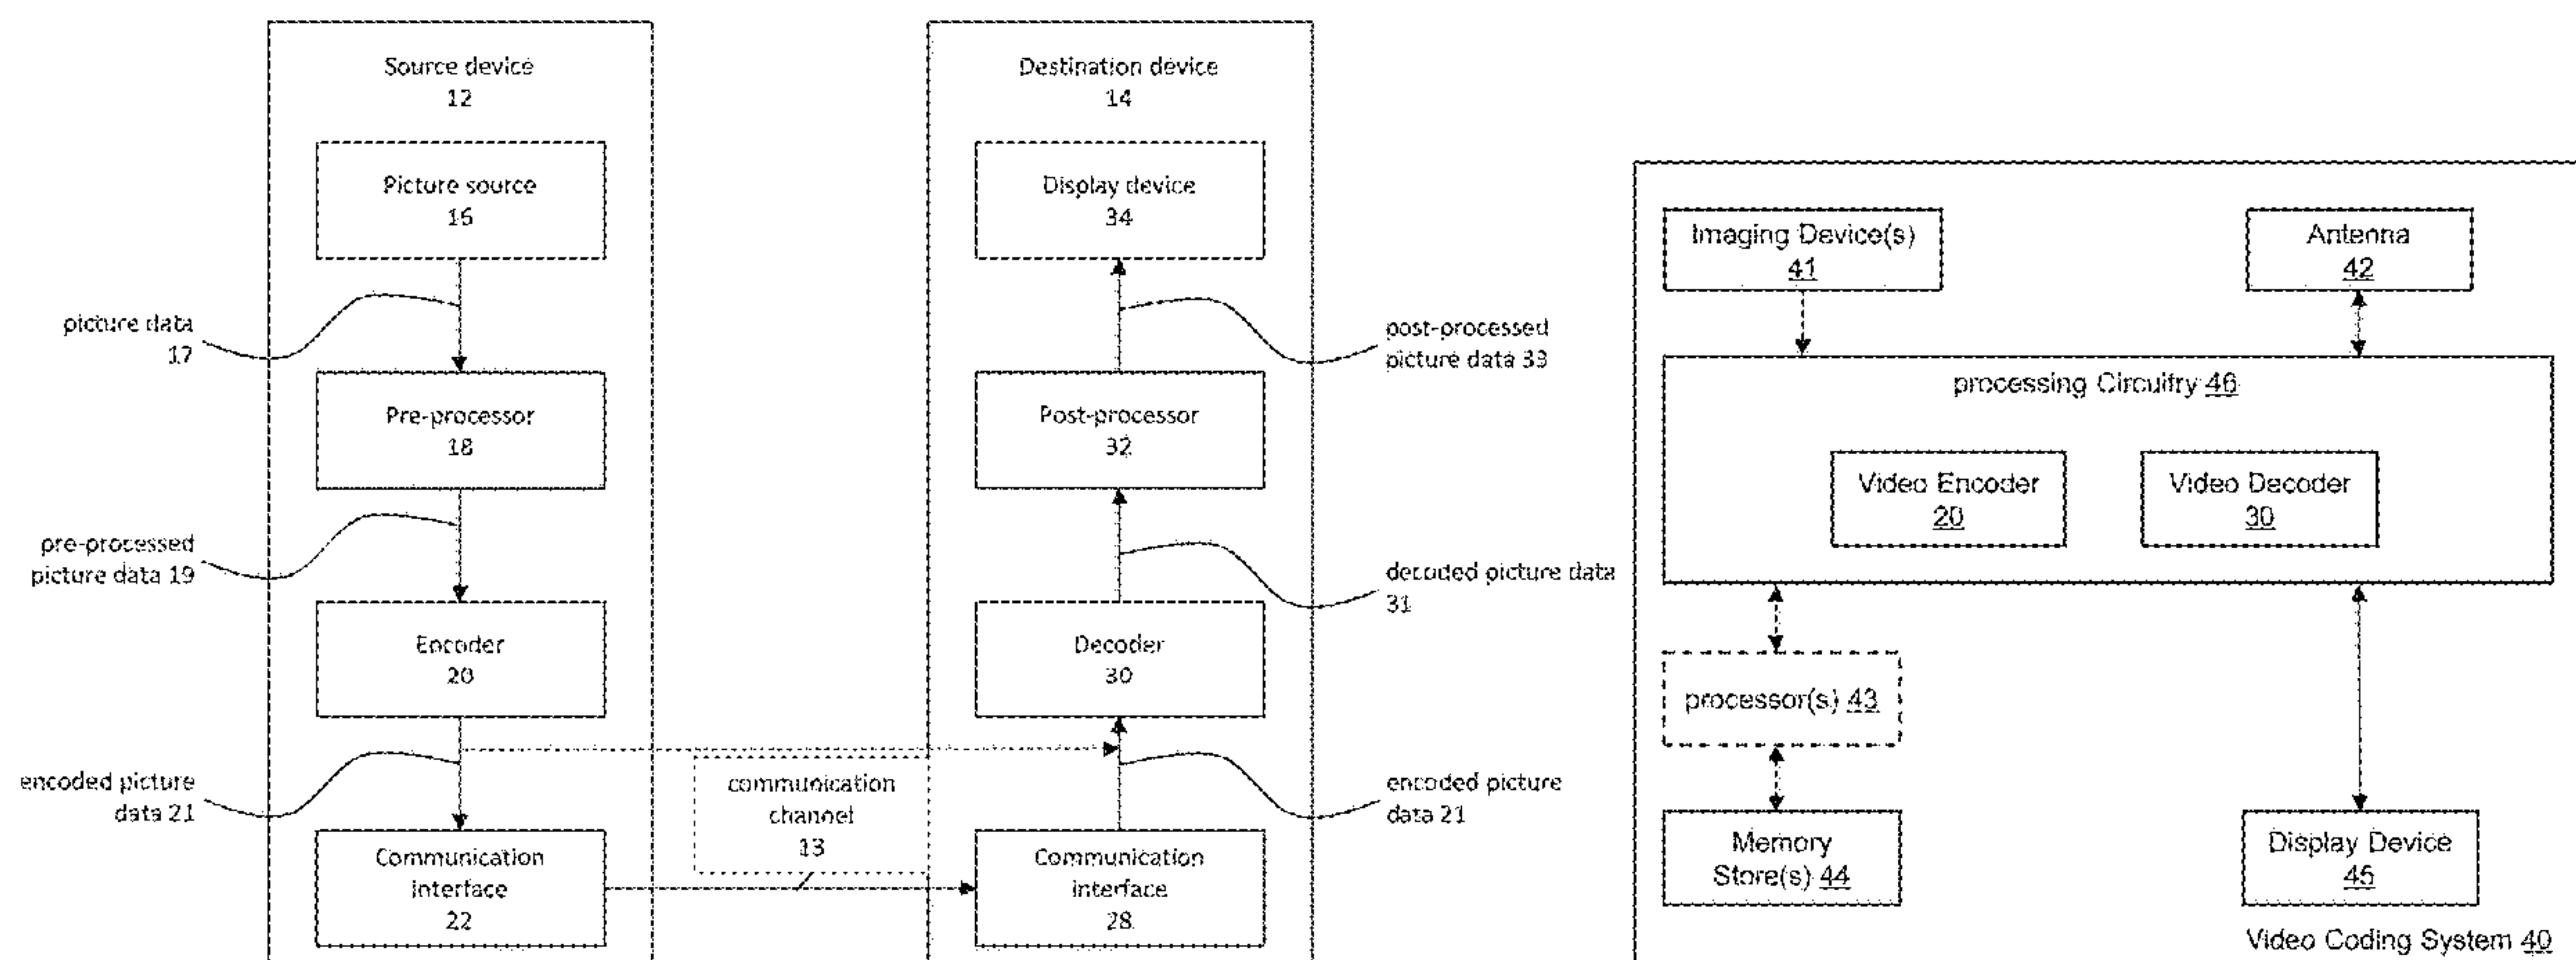 Source device
12
Picture source
16
picture data
17
Pre-processor
18
pre-processed
picture data 19
Encoder
20
encoded picture
data 21
Communication
interface
22
communication
channel
13
Destination device
14
Display device
34
post-processed
picture data 33
Post-processor
32
decoded picture data
31
Decoder
30
encoded picture
data 21
Communication
interface
28
Imaging Device(s)
41
Antenna
42
processing Circuitry 46
Video Encoder
20
Video Decoder
30
processor(s) 43
Memory
Store(s) 44
Display Device
45
Video Coding System 40